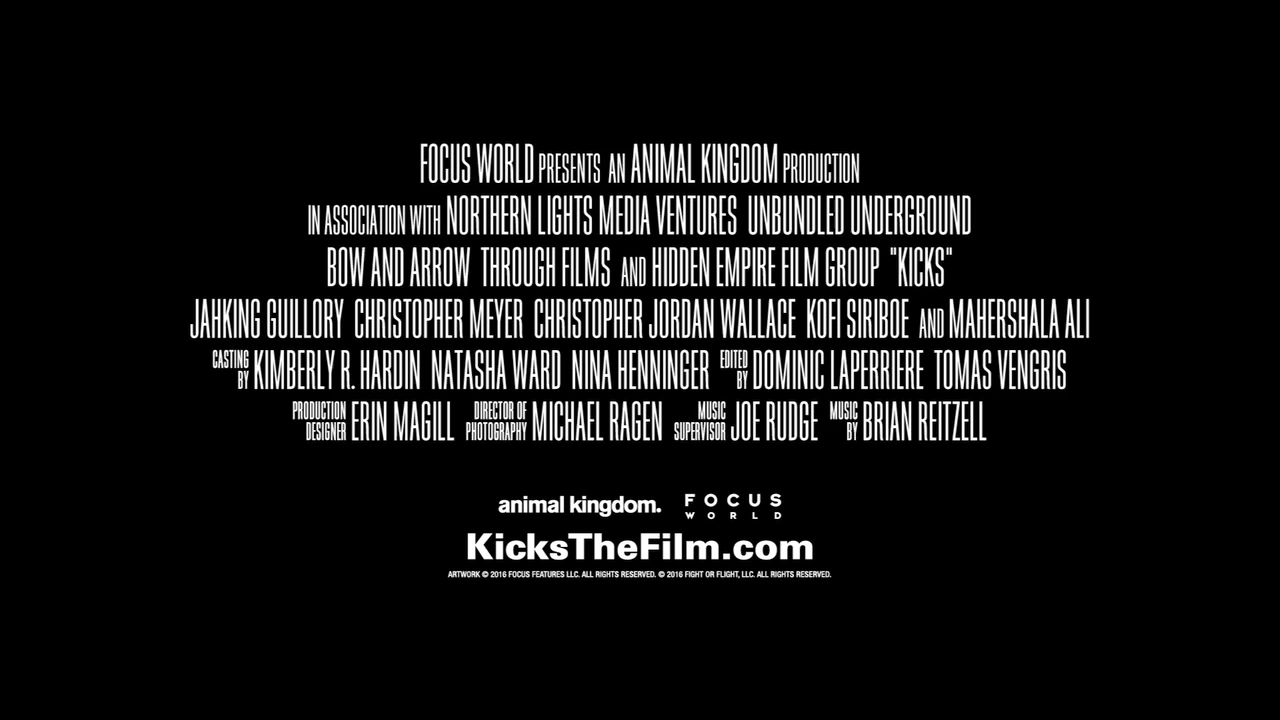 FOCUS WORLD PRESENTS AN ANIMAL KINGDOM PRODUCTION
IN ASSOCIATION WITH NORTHERN LIGHTS MEDIA VENTURES UNBUNDLED UNDERGROUND
BOW AND ARROW THROUGH FILMS AND HIDDEN EMPIRE FILM GROUP "KICKS"
JAHKING GUILLORY CHRISTOPHER MEYER CHRISTOPHER JORDAN WALLACE KOFI SIRIBOE AND MAHERSHALA ALI
CASTING BY KIMBERLY R. HARDIN NATASHA WARD NINA HENNINGER EDITED BY DOMINIC LAPERRIERE TOMAS VENGRIS
PRODUCTION DESIGNER ERIN MAGILL DIRECTOR OF PHOTOGRAPHY MICHAEL RAGEN MUSIC SUPERVISOR JOE RUDGE MUSIC BY BRIAN REITZELL
animal kingdom. FOCUS WORLD
KicksTheFilm.com
ARTWORK © 2016 FOCUS FEATURES LLC. ALL RIGHTS RESERVED. © 2016 FIGHT OR FLIGHT, LLC. ALL RIGHTS RESERVED.